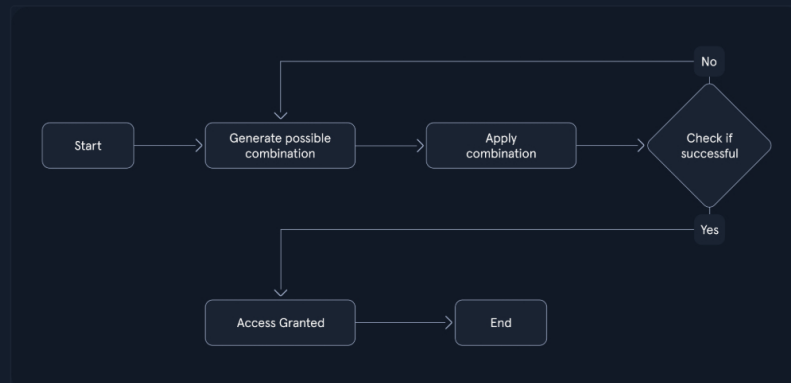 No
Start
Generate possible
combination
Apply
combination
Check if
successful
Yes
Access Granted
End